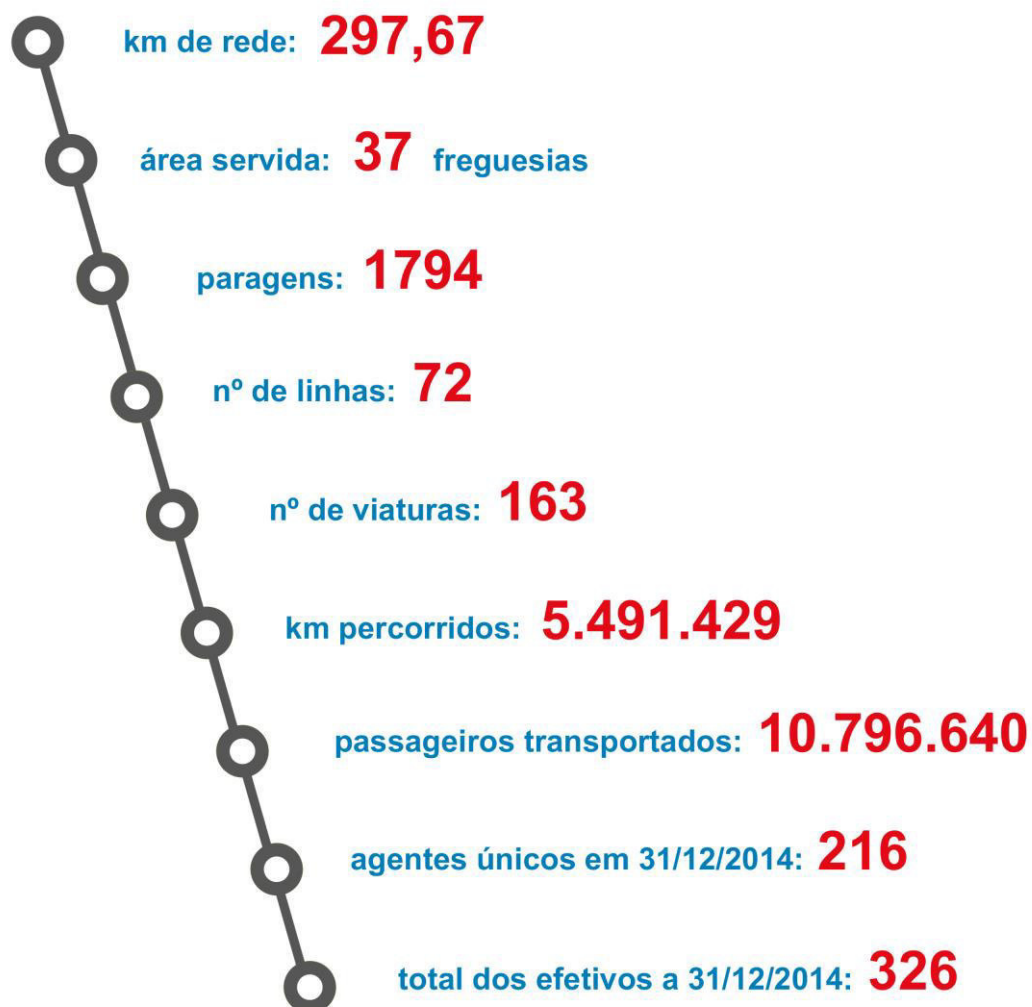 km de rede: 297,67
área servida: 37 freguesias
paragens: 1794
nº de linhas: 72
nº de viaturas: 163
km percorridos: 5.491.429
passageiros transportados: 10.796.640
agentes únicos em 31/12/2014: 216
total dos efetivos a 31/12/2014: 326